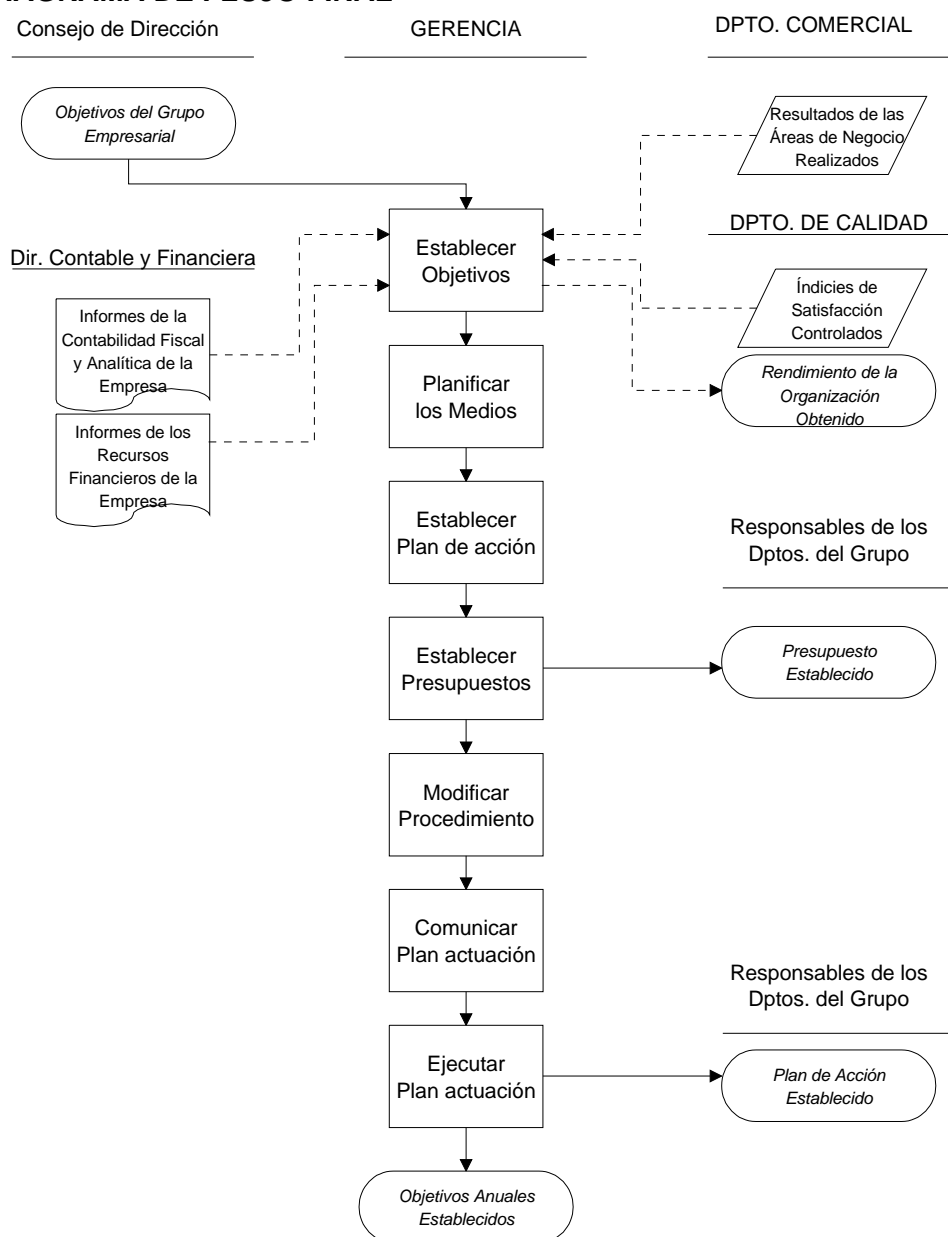 Consejo de Dirección
GERENCIA
DPTO. COMERCIAL
Objetivos del Grupo
Empresarial
Resultados de las
Áreas de Negocio
Realizados
Establecer
Objetivos
DPTO. DE CALIDAD
Dir. Contable y Financiera
Índicies de
Satisfacción
Controlados
Informes de la
Contabilidad Fiscal
y Analítica de la
Empresa
Planificar
los Medios
Rendimiento de la
Organización
Obtenido
Informes de los
Recursos
Financieros de la
Empresa
Establecer
Plan de acción
Responsables de los
Dptos. del Grupo
Establecer
Presupuestos
Presupuesto
Establecido
Modificar
Procedimiento
Comunicar
Plan actuación
Responsables de los
Dptos. del Grupo
Ejecutar
Plan actuación
Plan de Acción
Establecido
Objetivos Anuales
Establecidos